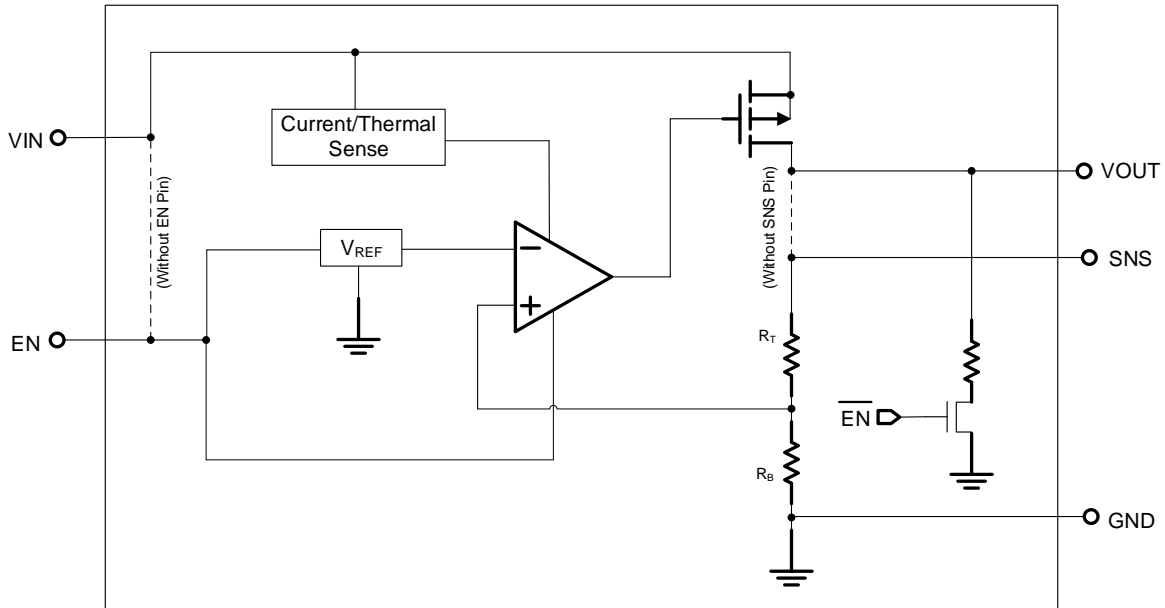 VIN
Current/Thermal
Sense
(Without EN Pin)
VREF
−
+
EN
(Without SNS Pin)
VOUT
SNS
RT
EN
RB
GND